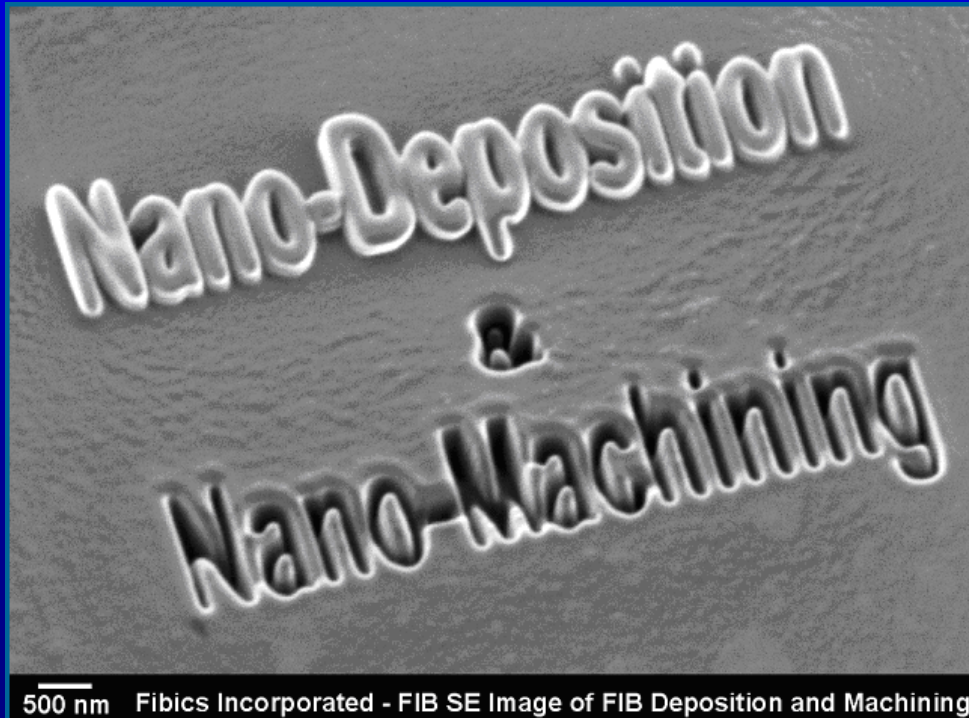 Nano-Deposition
&
Nano-Machining
500 nm Fibics Incorporated - FIB SE Image of FIB Deposition and Machining